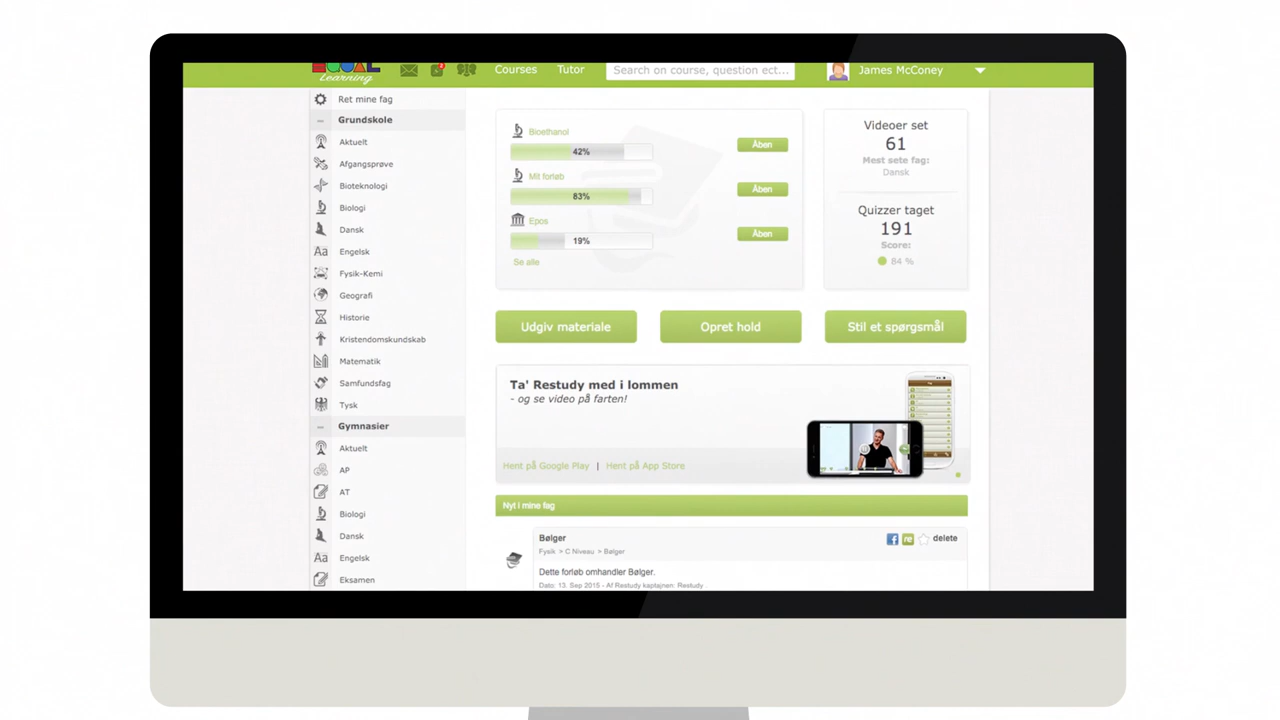 Learning
Courses
Tutor
Search on course, question ect...
James McConey
2
Ret mine fag
Grundskole
Aktuelt
Afgangsprøve
Bioteknologi
Biologi
Dansk
Aa Engelsk
Fysik-Kemi
Geografi
Historie
Kristendomskundskab
Matematik
Samfundsfag
Tysk
Gymnasier
Aktuelt
AP
AT
Biologi
Dansk
Aa Engelsk
Eksamen
Bioethanol
42%
Åben
Mit forløb
83%
Åben
Epos
19%
Åben
Se alle
Videoer set
61
Mest sete fag:
Dansk
Quizzer taget
191
Score:
84 %
Udgiv materiale
Opret hold
Stil et spørgsmål
Ta' Restudy med i lommen
- og se video på farten!
Hent på Google Play | Hent på App Store
Nyt i mine fag
Bølger
f re delete
Fysik > C Niveau > Bølger
Dette forløb omhandler Bølger.
Dato: 13. Sep 2015 - Af Restudy kaptajnen: Restudy